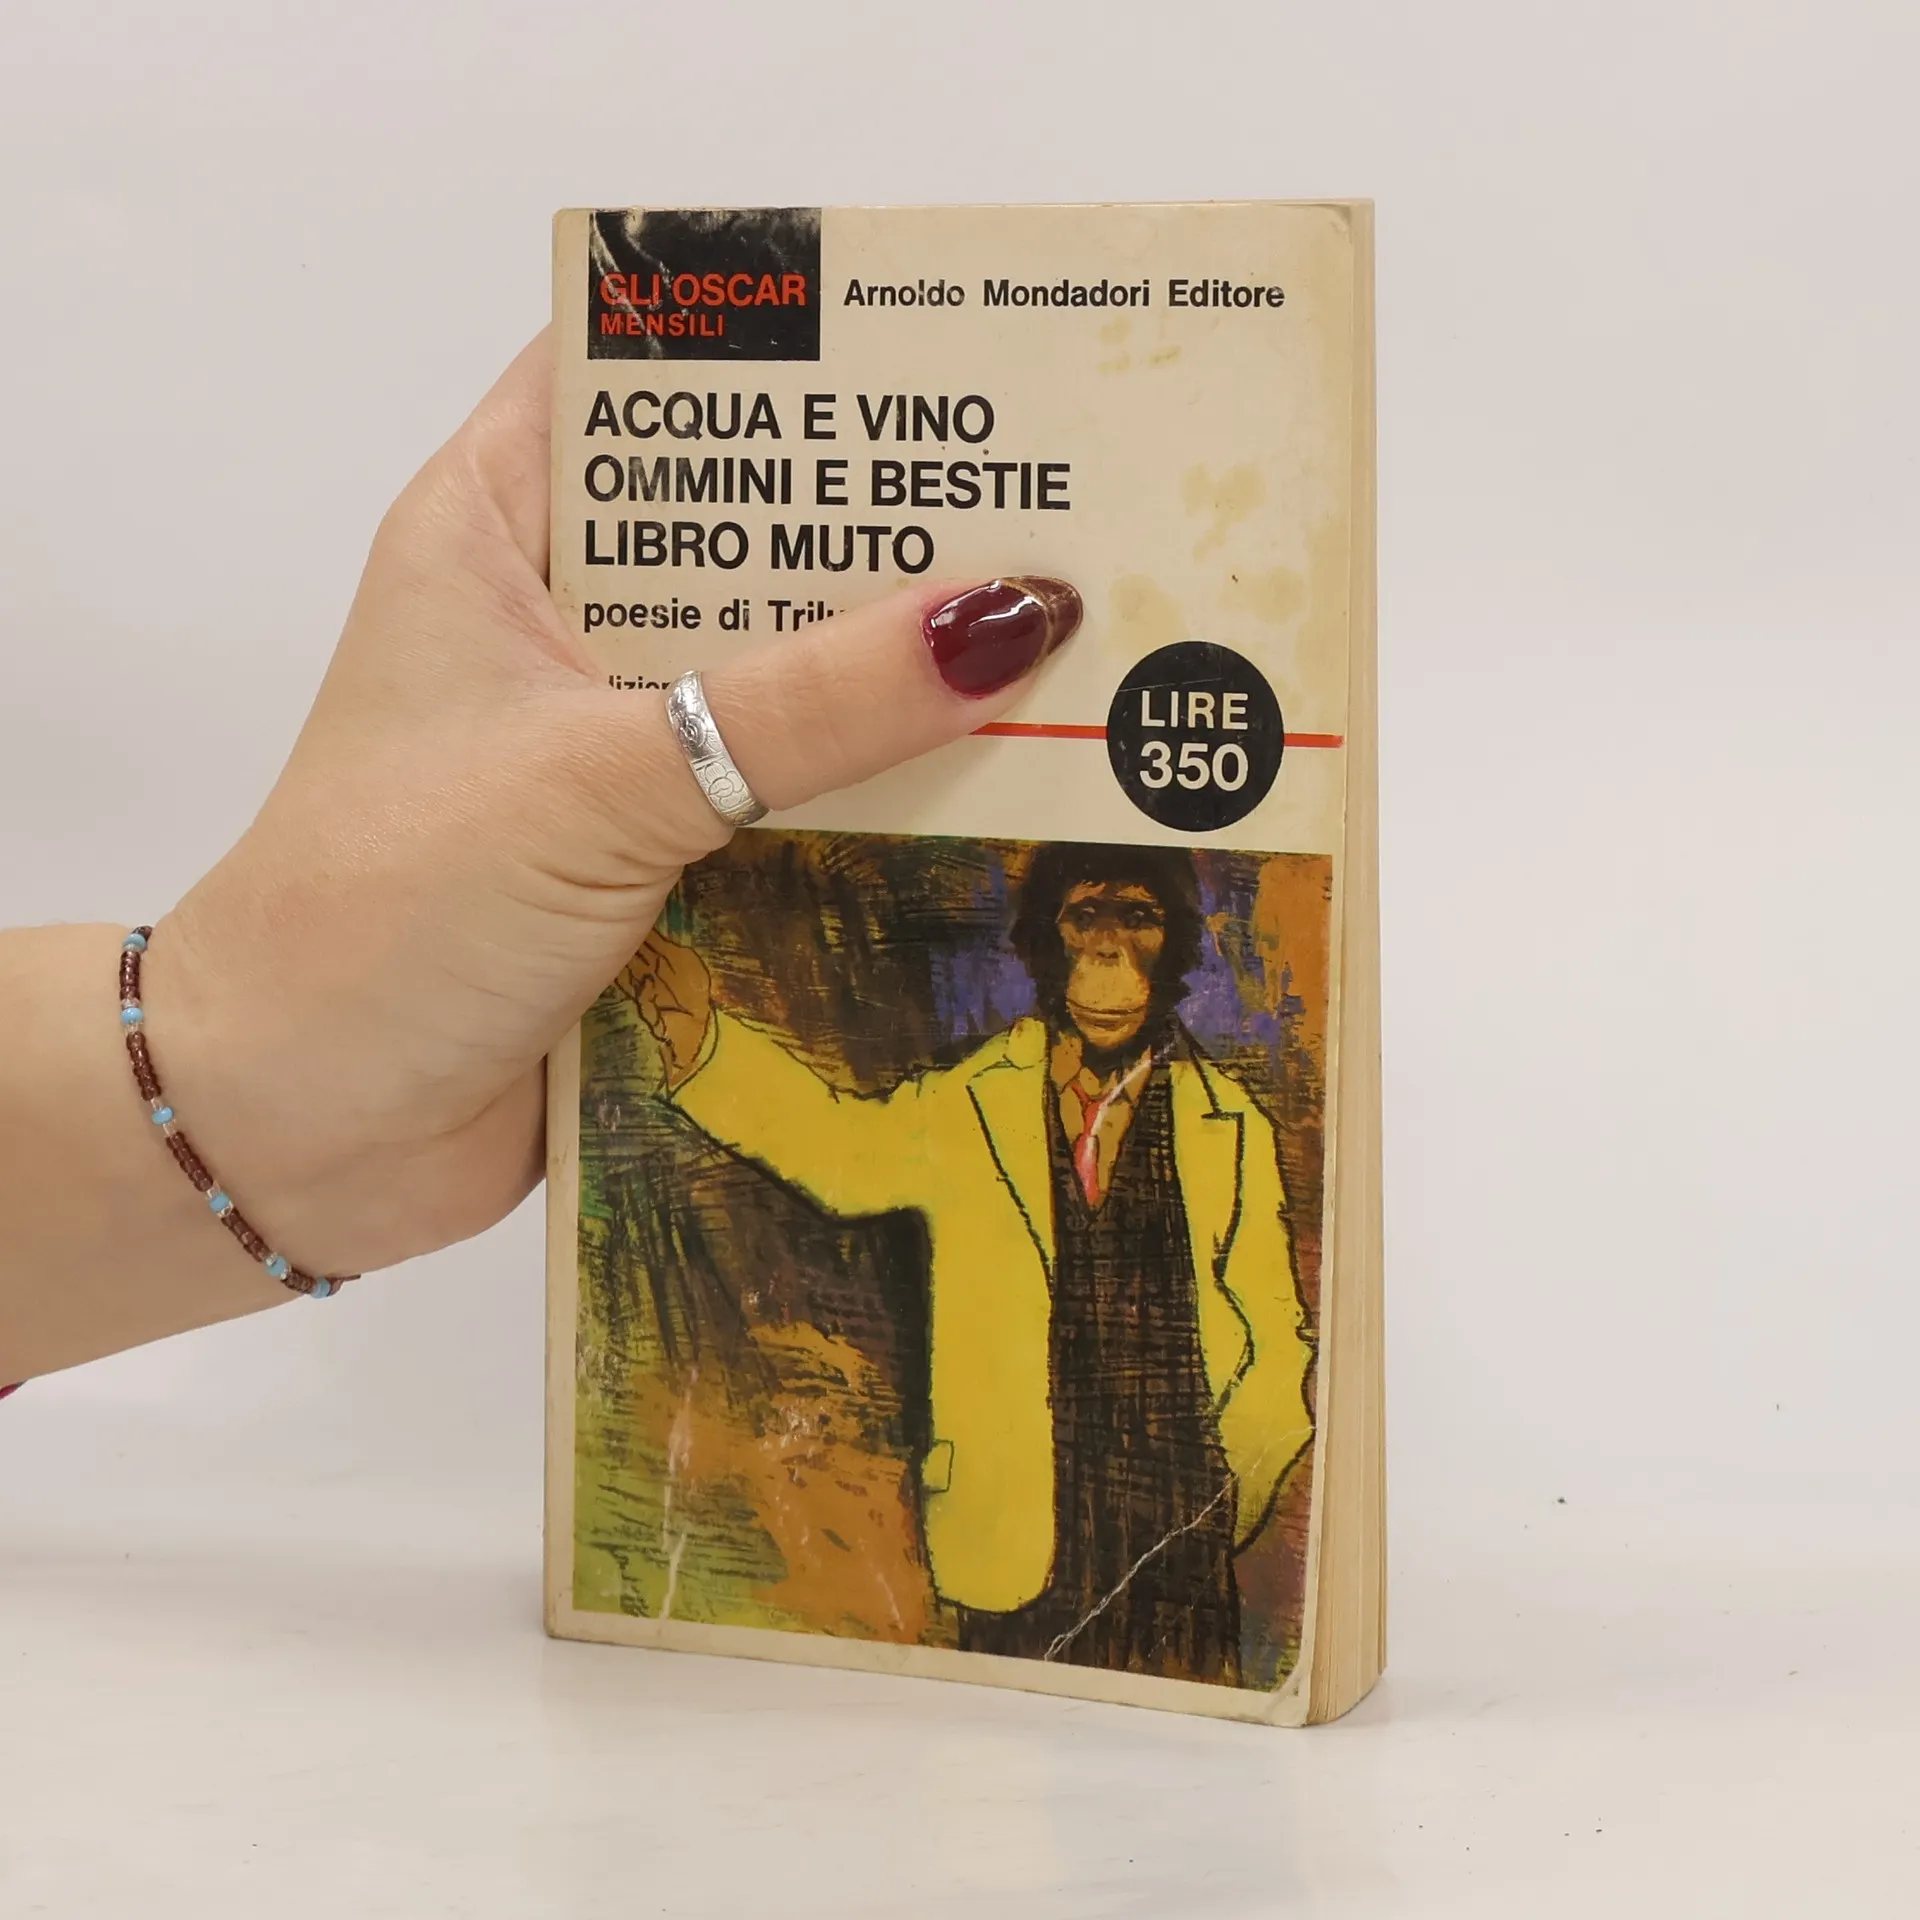 GLI OSCAR
MENSILI
Arnoldo Mondadori Editore
ACQUA E VINO
OMMINI E BESTIE
LIBRO MUTO
poesie di
LIRE
350